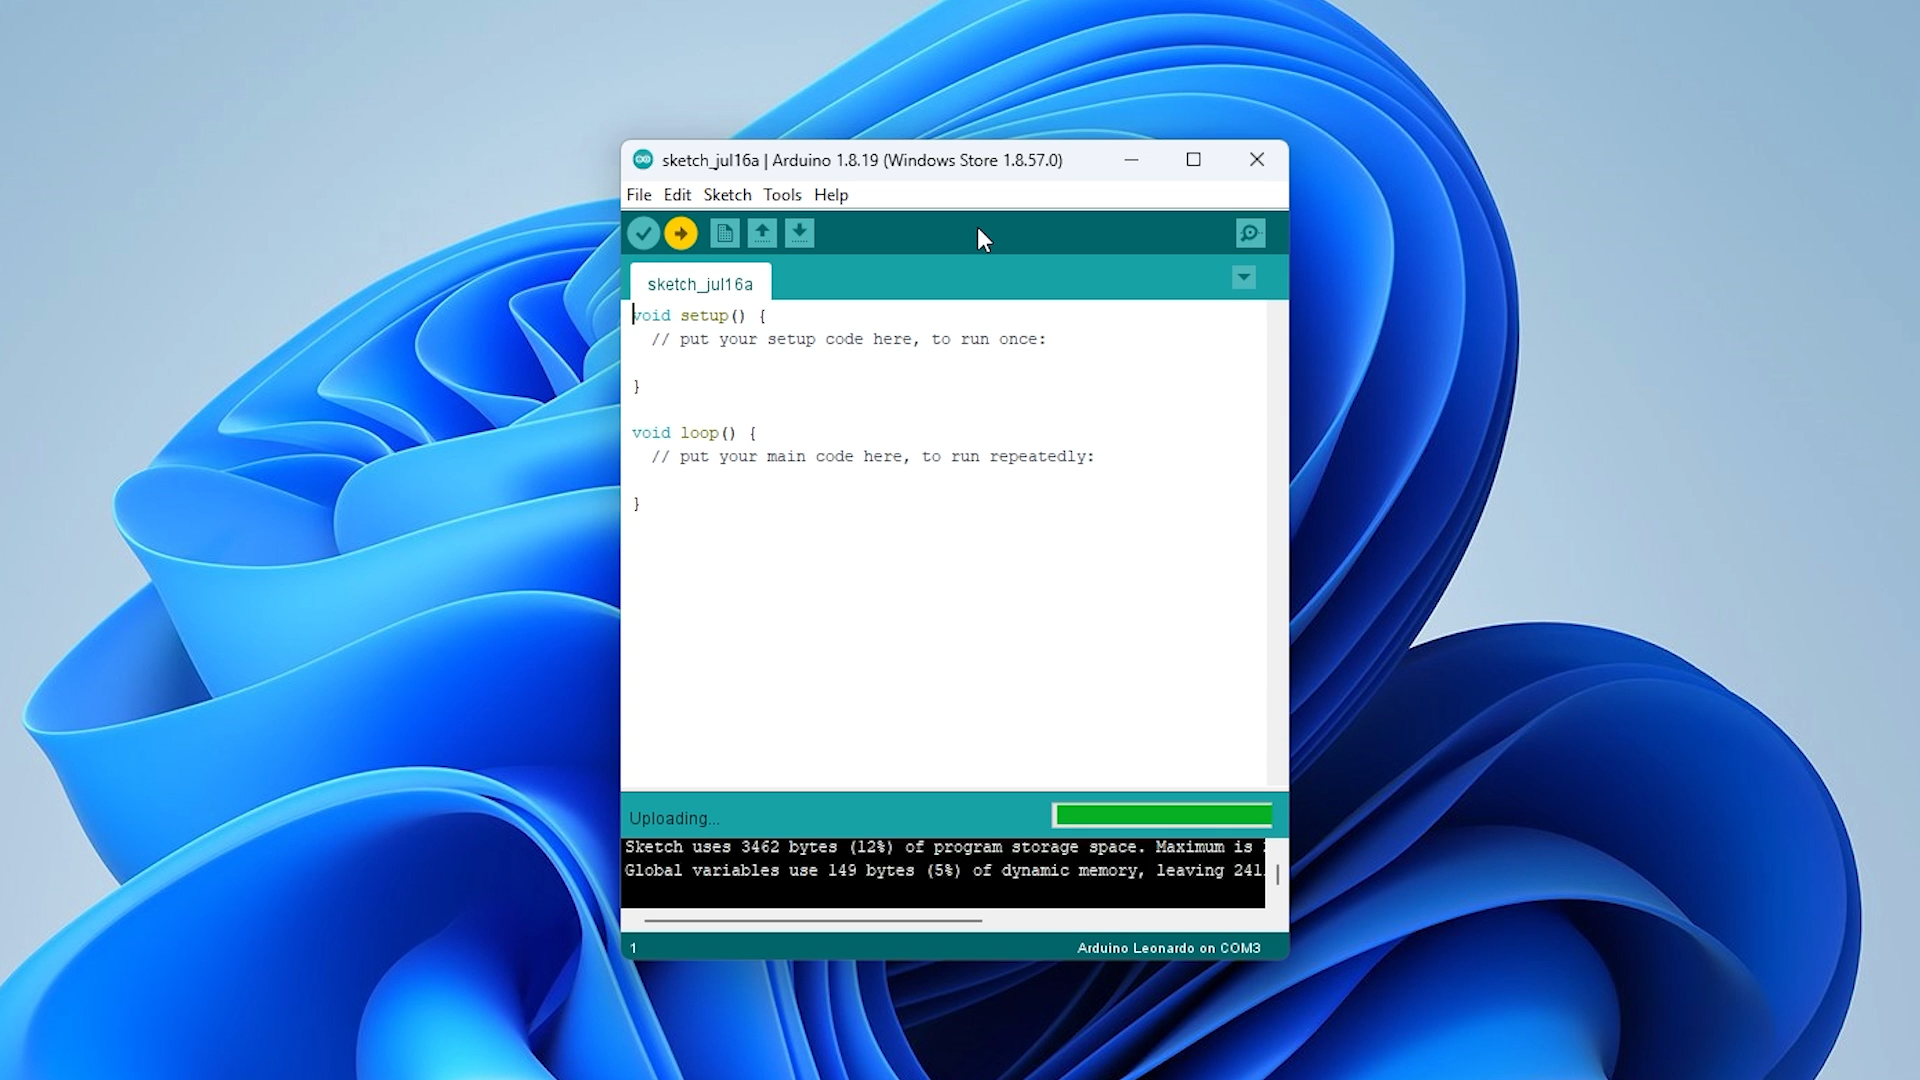 sketch_jul16a | Arduino 1.8.19 (Windows Store 1.8.57.0)
File Edit Sketch Tools Help
sketch_jul16a
void setup() {
// put your setup code here, to run once:
}
void loop() {
// put your main code here, to run repeatedly:
}
Uploading...
Sketch uses 3462 bytes (12%) of program storage space. Maximum is
Global variables use 149 bytes (5%) of dynamic memory, leaving 241
1
Arduino Leonardo on COM3